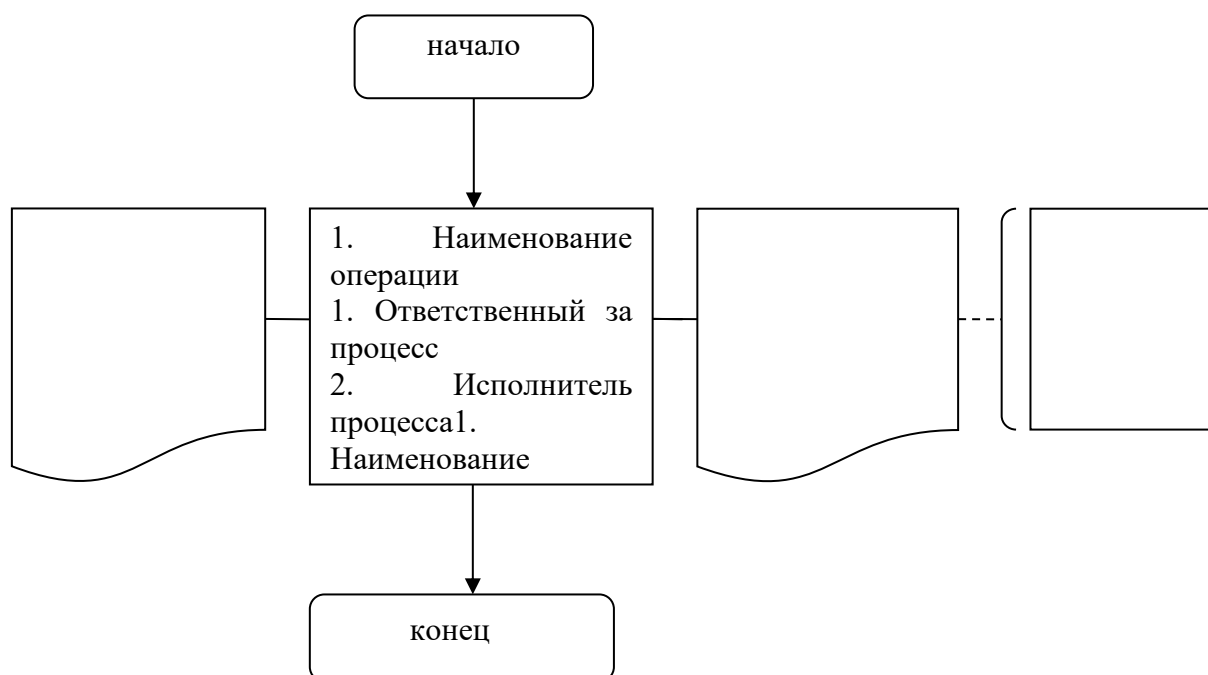 начало
1. Наименование
операции
1. Ответственный за
процесс
2. Исполнитель
процесса1.
Наименование
конец